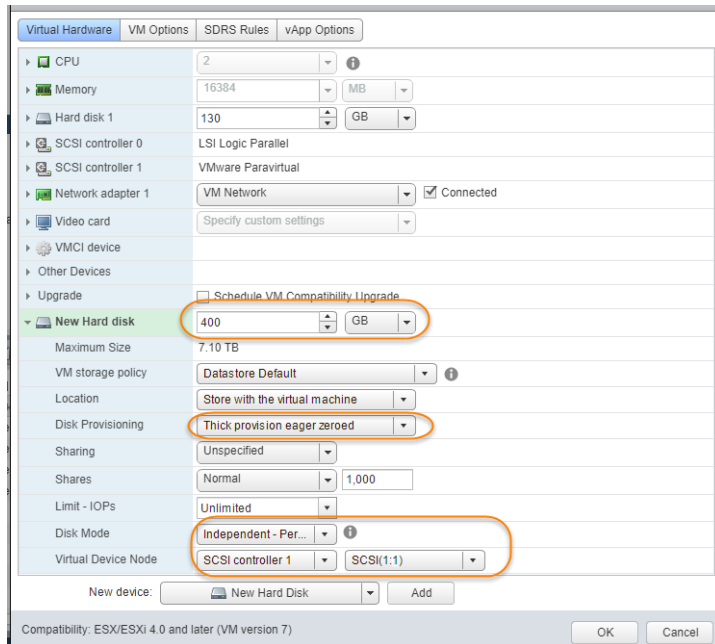 Virtual Hardware VM Options SDRS Rules vApp Options
CPU 2
Memory 16384 MB
Hard disk 1 130 GB
SCSI controller 0 LSI Logic Parallel
SCSI controller 1 VMware Paravirtual
Network adapter 1 VM Network Connected
Video card Specify custom settings
VMCI device
Other Devices
Upgrade Schedule VM Compatibility Upgrade
New Hard disk 400 GB
Maximum Size 7.10 TB
VM storage policy Datastore Default
Location Store with the virtual machine
Disk Provisioning Thick provision eager zeroed
Sharing Unspecified
Shares Normal 1,000
Limit - IOPs Unlimited
Disk Mode Independent - Per...
Virtual Device Node SCSI controller 1 SCSI(1:1)
New device: New Hard Disk Add
Compatibility: ESX/ESXi 4.0 and later (VM version 7) OK Cancel